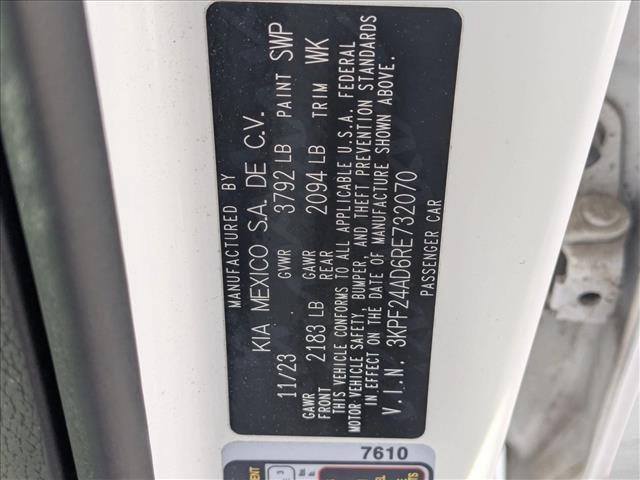 MANUFACTURED BY
KIA MEXICO S.A. DE C.V.
11/23 GVWR 3792 LB PAINT SWP
GAWR FRONT 2183 LB GAWR REAR 2094 LB TRIM WK
THIS VEHICLE CONFORMS TO ALL APPLICABLE U.S.A. FEDERAL
MOTOR VEHICLE SAFETY, BUMPER, AND THEFT PREVENTION STANDARDS
IN EFFECT ON THE DATE OF MANUFACTURE SHOWN ABOVE.
V.I.N. 3KPF24AD6RE732070
PASSENGER CAR
7610